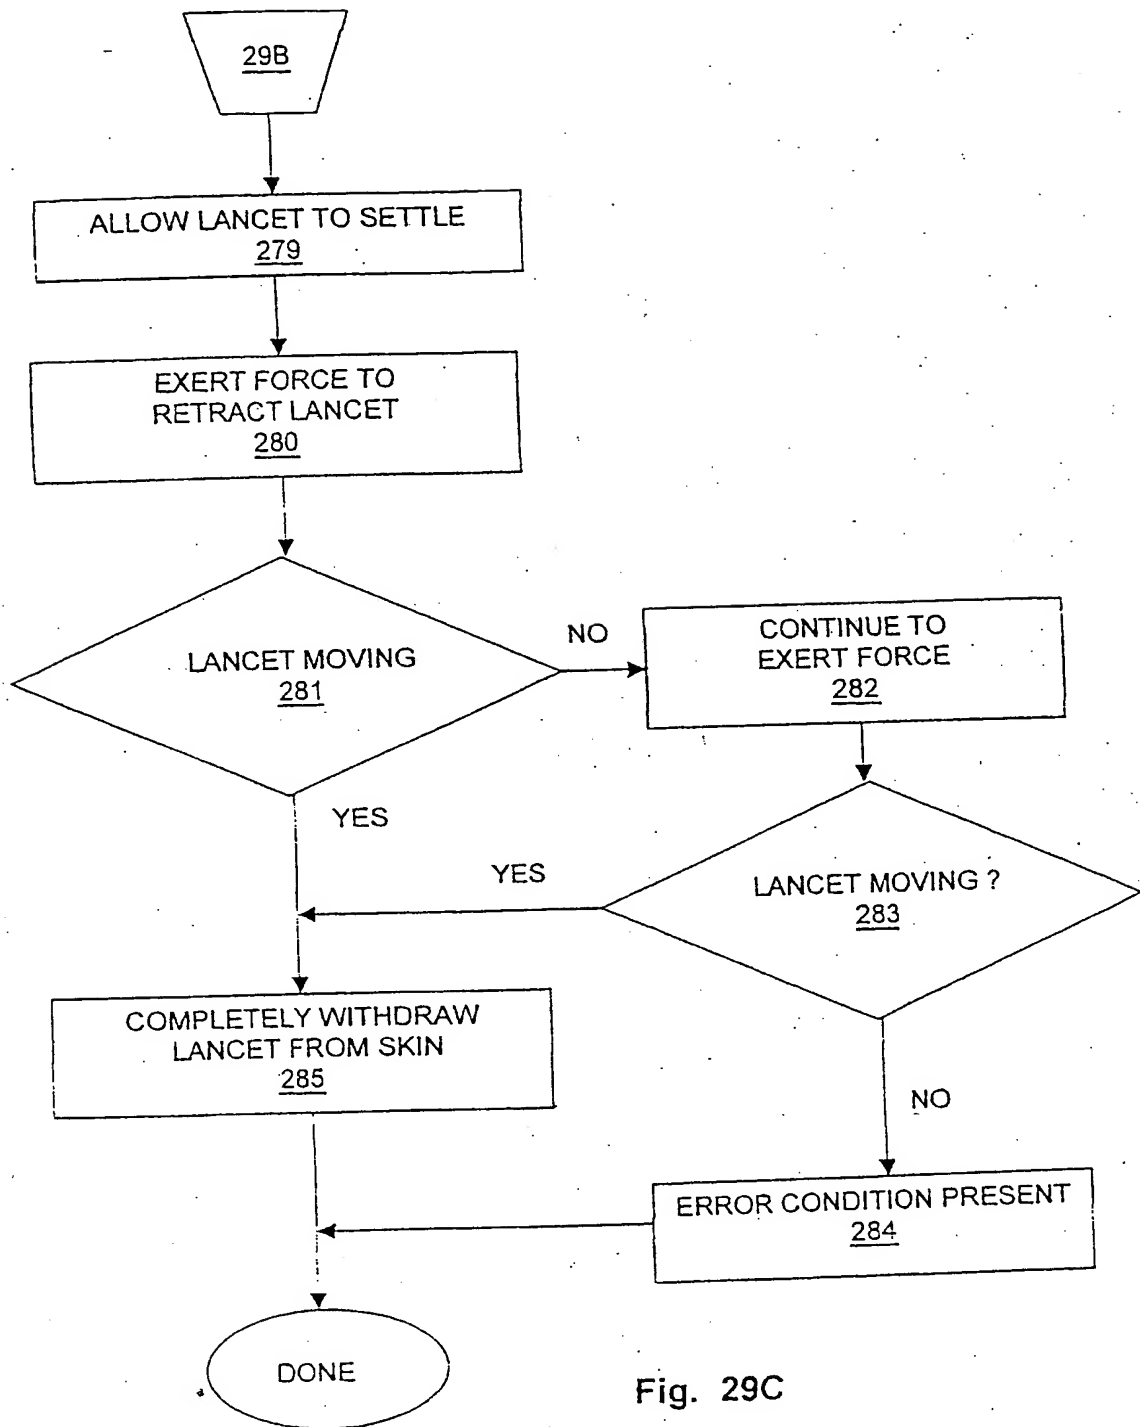 29B
ALLOW LANCET TO SETTLE
279
EXERT FORCE TO
RETRACT LANCET
280
LANCET MOVING
281
NO
CONTINUE TO
EXERT FORCE
282
YES
YES
LANCET MOVING ?
283
COMPLETELY WITHDRAW
LANCET FROM SKIN
285
NO
ERROR CONDITION PRESENT
284
DONE
Fig. 29C